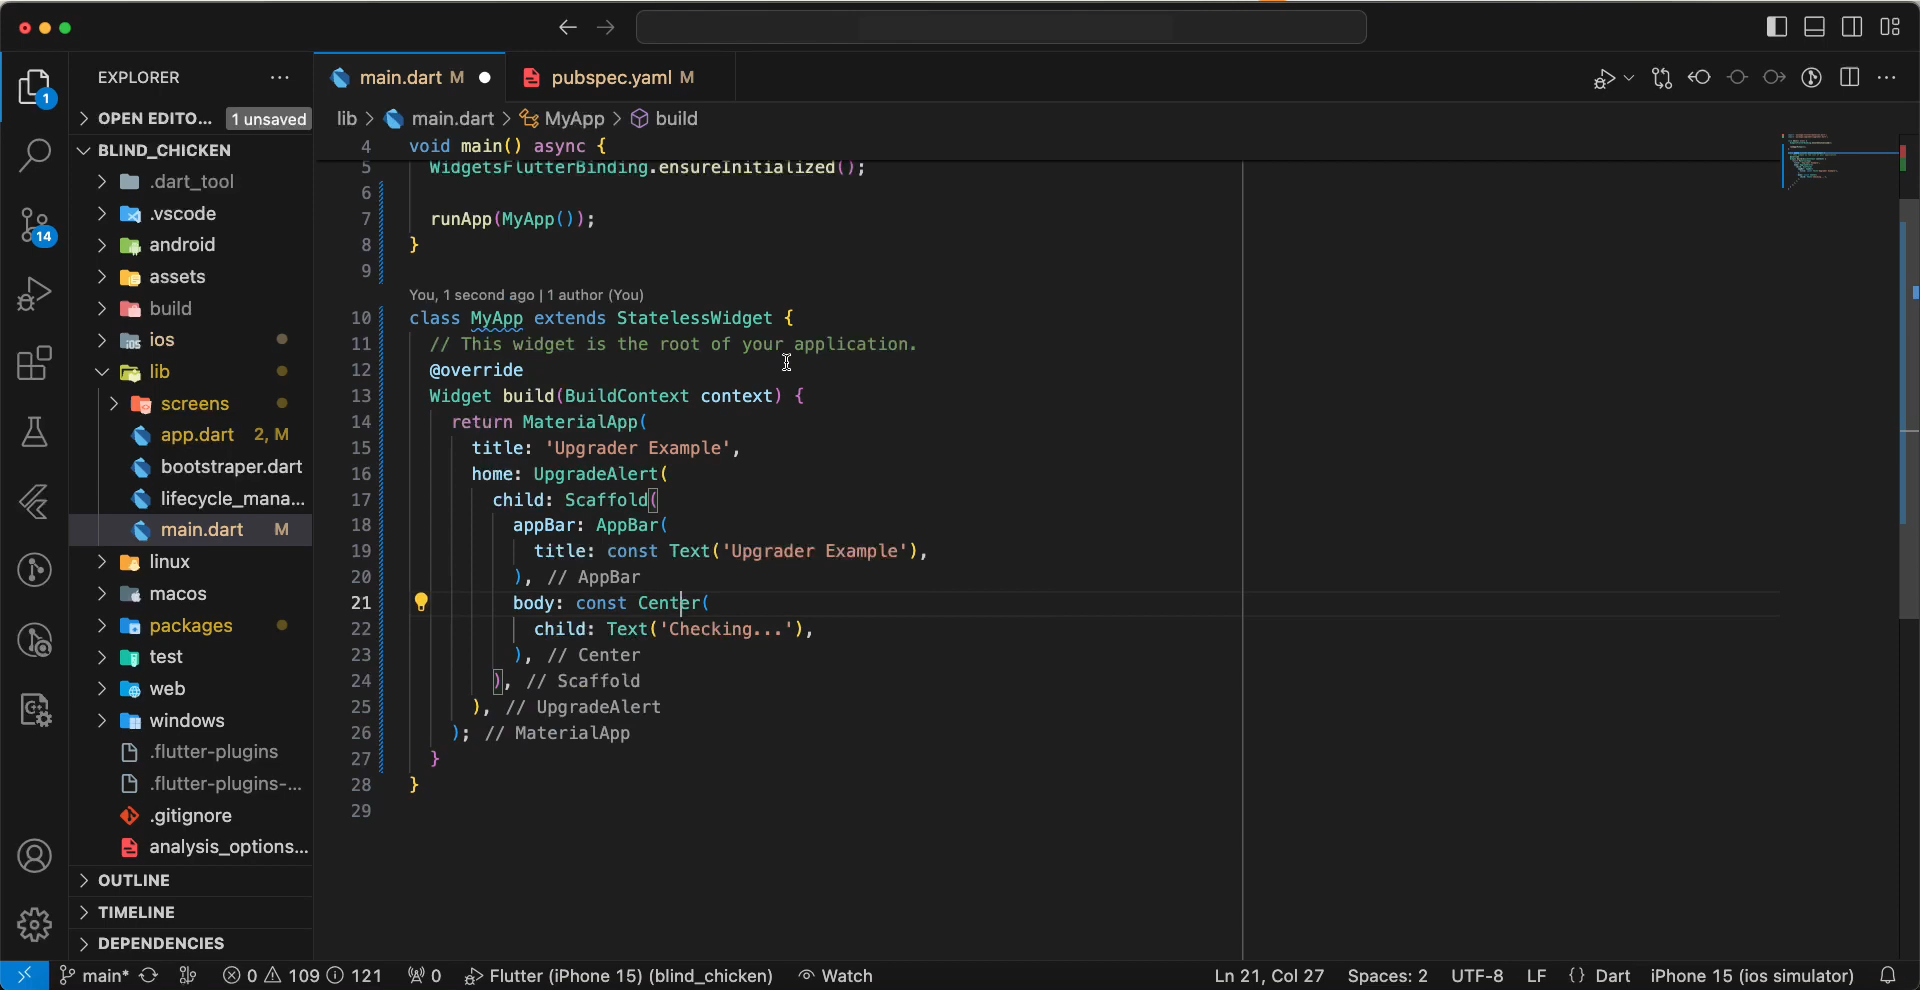 EXPLORER
OPEN EDITO... 1 unsaved
BLIND_CHICKEN
.dart_tool
.vscode
android
assets
build
ios
lib
screens
app.dart 2, M
bootstraper.dart
lifecycle_mana...
main.dart M
linux
macos
packages
test
web
windows
.flutter-plugins
.flutter-plugins-...
.gitignore
analysis_options...
OUTLINE
TIMELINE
DEPENDENCIES
1
14
main.dart M
pubspec.yaml M
lib > main.dart > MyApp > build
4 void main() async {
5 WidgetsFlutterBinding.ensureInitialized();
6
7 runApp(MyApp());
8 }
9
You, 1 second ago | 1 author (You)
10 class MyApp extends StatelessWidget {
11 // This widget is the root of your application.
12 @override
13 Widget build(BuildContext context) {
14 return MaterialApp(
15 title: 'Upgrader Example',
16 home: UpgradeAlert(
17 child: Scaffold(
18 appBar: AppBar(
19 title: const Text('Upgrader Example'),
20 ), // AppBar
21 body: const Center(
22 child: Text('Checking...'),
23 ), // Center
24 ), // Scaffold
25 ), // UpgradeAlert
26 ); // MaterialApp
27 }
28 }
29
main* 0 109 121 0 Flutter (iPhone 15) (blind_chicken) Watch Ln 21, Col 27 Spaces: 2 UTF-8 LF {} Dart iPhone 15 (ios simulator)